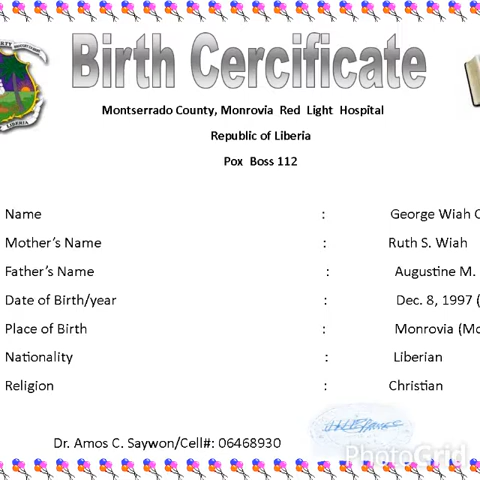 Birth Cercificate
Montserrado County, Monrovia Red Light Hospital
Republic of Liberia
Pox Boss 112
Name : George Wiah
Mother's Name : Ruth S. Wiah
Father's Name : Augustine M.
Date of Birth/year : Dec. 8, 1997 (
Place of Birth : Monrovia (Mo
Nationality : Liberian
Religion : Christian
Dr. Amos C. Saywon/Cell#: 06468930
PhotoGrid
LIBERIA